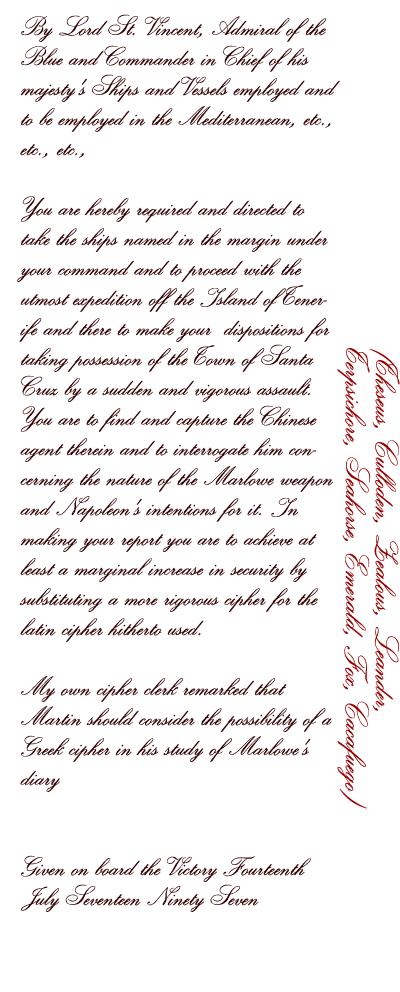 By Lord St. Vincent, Admiral of the
Blue and Commander in Chief of his
majesty's Ships and Vessels employed and
to be employed in the Mediterranean, etc.,
etc., etc.,
You are hereby required and directed to
take the ships named in the margin under
your command and to proceed with the
utmost expedition off the Island of Tener-
ife and there to make your dispositions for
taking possession of the Town of Santa
Cruz by a sudden and vigorous assault.
You are to find and capture the Chinese
agent therein and to interrogate him con-
cerning the nature of the Marlowe weapon
and Napoleon's intentions for it. In
making your report you are to achieve at
least a marginal increase in security by
substituting a more rigorous cipher for the
latin cipher hitherto used.
My own cipher clerk remarked that
Martin should consider the possibility of a
Greek cipher in his study of Marlowe's
diary
Given on board the Victory Fourteenth
July Seventeen Ninety Seven
(Theseus, Culloden, Zealous, Leander,
Terpsichore, Seahorse, Emerald, Fox, Cacafuego)